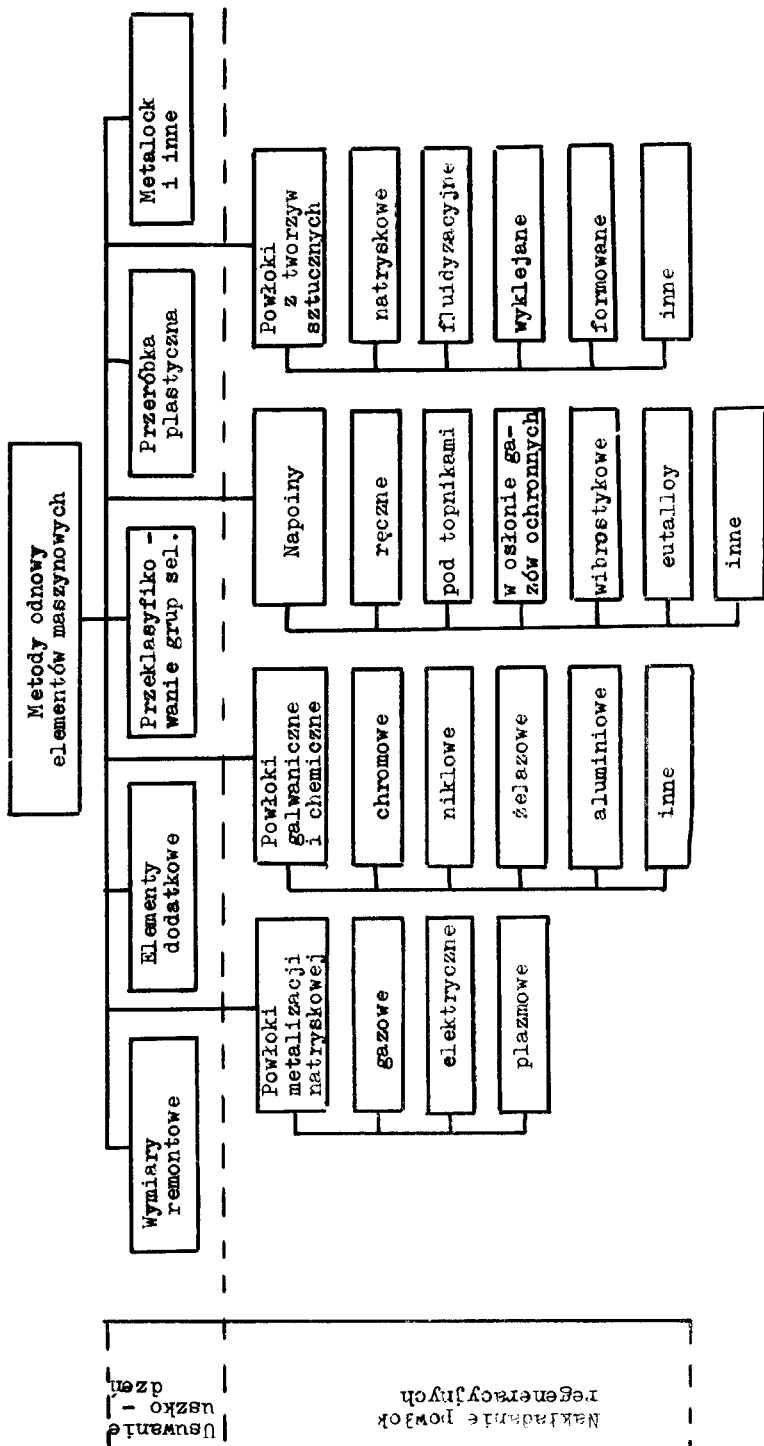 Metody odnowy
elementów maszynowych
Usuwanie
uszko -
dzeń
Wymiary
remontowe
Elementy
dodatkowe
Przeklasyfiko -
wanie grup sel.
Przeróbka
plastyczna
Metalock
i inne
Nakładanie powłok
regeneracyjnych
Powłoki
metalizacji
natryskowej
gazowe
elektryczne
plazmowe
Powłoki
galwaniczne
i chemiczne
chromowe
niklowe
żelazowe
aluminiowe
inne
Napoiny
ręczne
pod topnikami
w osłonie ga-
zów ochronnych
wibrostykowe
eutalloy
inne
Powłoki
z tworzyw
sztucznych
natryskowe
fluidyzacyjne
wyklejane
formowane
inne